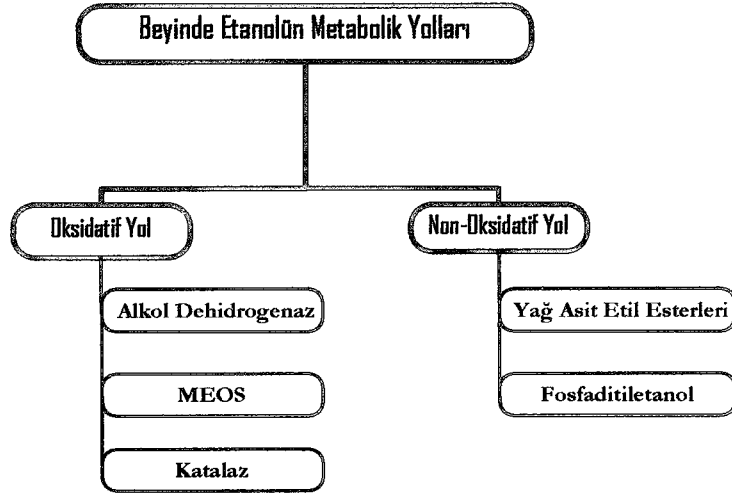 Beyinde Etanolün Metabolik Yolları
Oksidatif Yol
Non-Oksidatif Yol
Alkol Dehidrogenaz
Yağ Asit Etil Esterleri
MEOS
Fosfaditiletanol
Katalaz